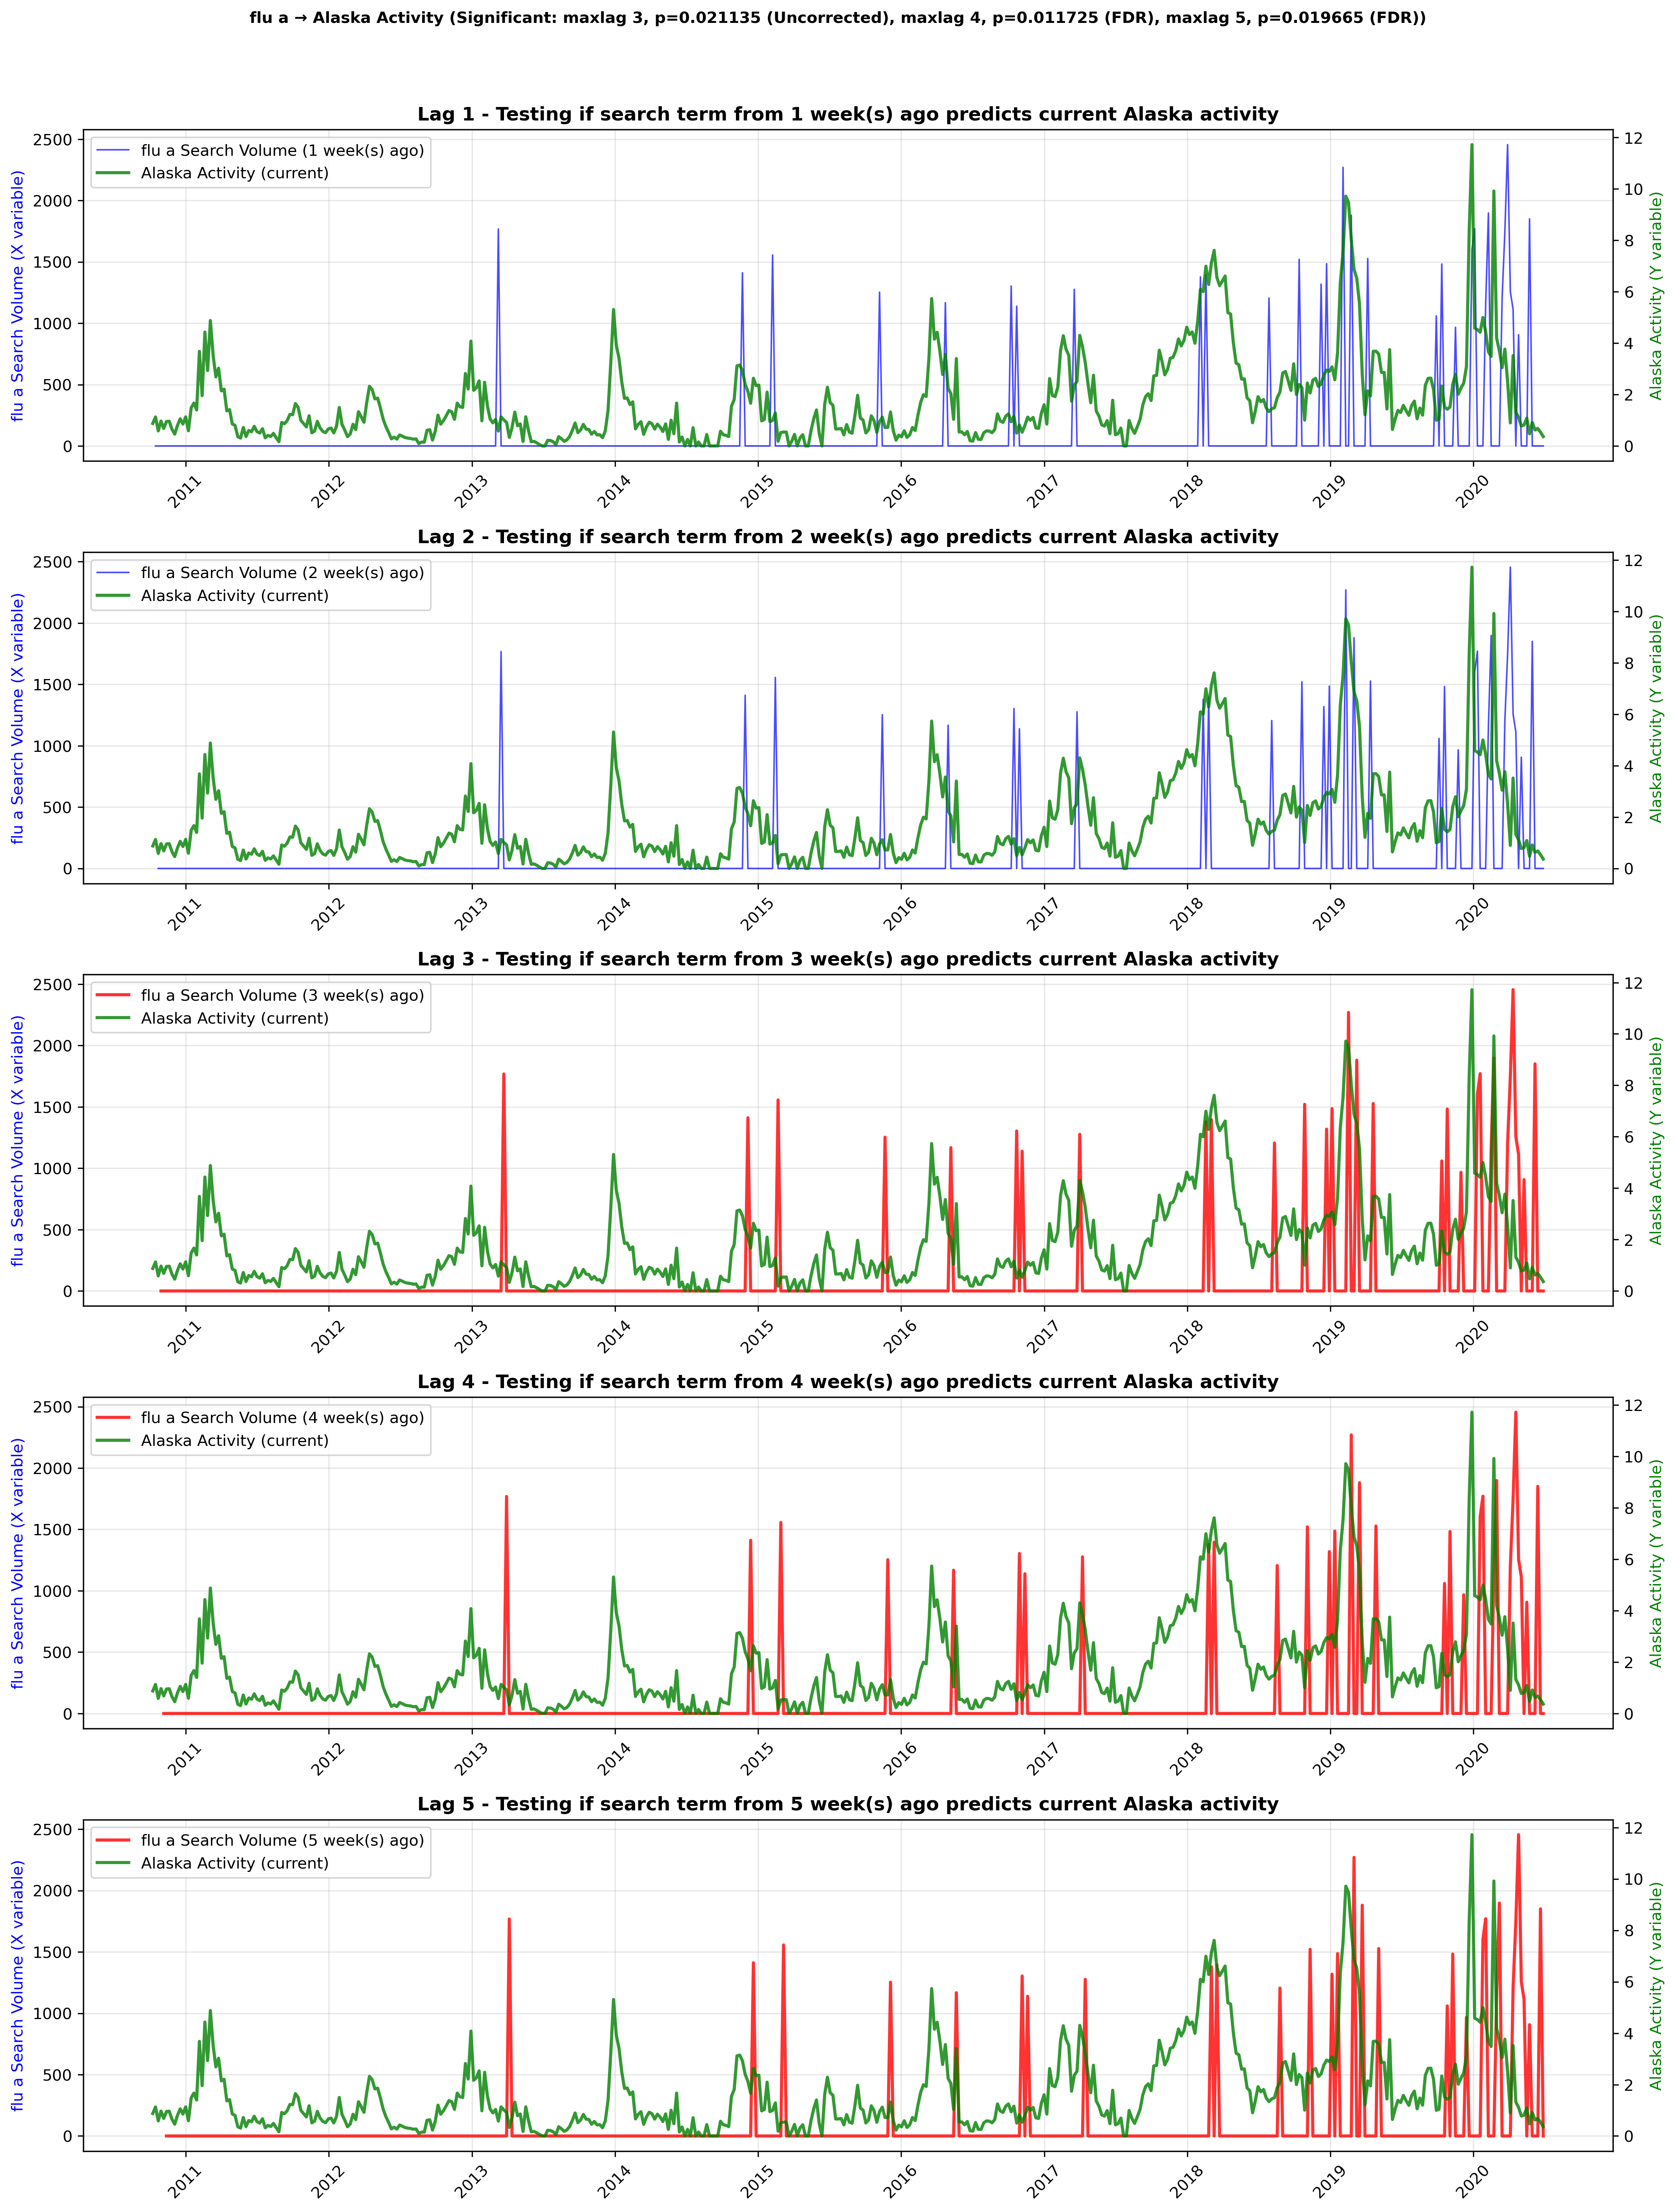 flu a → Alaska Activity (Significant: maxlag 3, p=0.021135 (Uncorrected), maxlag 4, p=0.011725 (FDR), maxlag 5, p=0.019665 (FDR))
Lag 1 - Testing if search term from 1 week(s) ago predicts current Alaska activity
flu a Search Volume (1 week(s) ago)
Alaska Activity (current)
flu a Search Volume (X variable)
2500
2000
1500
1000
500
0
12
10
8
6
4
2
0
Alaska Activity (Y variable)
2011 2012 2013 2014 2015 2016 2017 2018 2019 2020
Lag 2 - Testing if search term from 2 week(s) ago predicts current Alaska activity
flu a Search Volume (2 week(s) ago)
Alaska Activity (current)
flu a Search Volume (X variable)
2500
2000
1500
1000
500
0
12
10
8
6
4
2
0
Alaska Activity (Y variable)
2011 2012 2013 2014 2015 2016 2017 2018 2019 2020
Lag 3 - Testing if search term from 3 week(s) ago predicts current Alaska activity
flu a Search Volume (3 week(s) ago)
Alaska Activity (current)
flu a Search Volume (X variable)
2500
2000
1500
1000
500
0
12
10
8
6
4
2
0
Alaska Activity (Y variable)
2011 2012 2013 2014 2015 2016 2017 2018 2019 2020
Lag 4 - Testing if search term from 4 week(s) ago predicts current Alaska activity
flu a Search Volume (4 week(s) ago)
Alaska Activity (current)
flu a Search Volume (X variable)
2500
2000
1500
1000
500
0
12
10
8
6
4
2
0
Alaska Activity (Y variable)
2011 2012 2013 2014 2015 2016 2017 2018 2019 2020
Lag 5 - Testing if search term from 5 week(s) ago predicts current Alaska activity
flu a Search Volume (5 week(s) ago)
Alaska Activity (current)
flu a Search Volume (X variable)
2500
2000
1500
1000
500
0
12
10
8
6
4
2
0
Alaska Activity (Y variable)
2011 2012 2013 2014 2015 2016 2017 2018 2019 2020